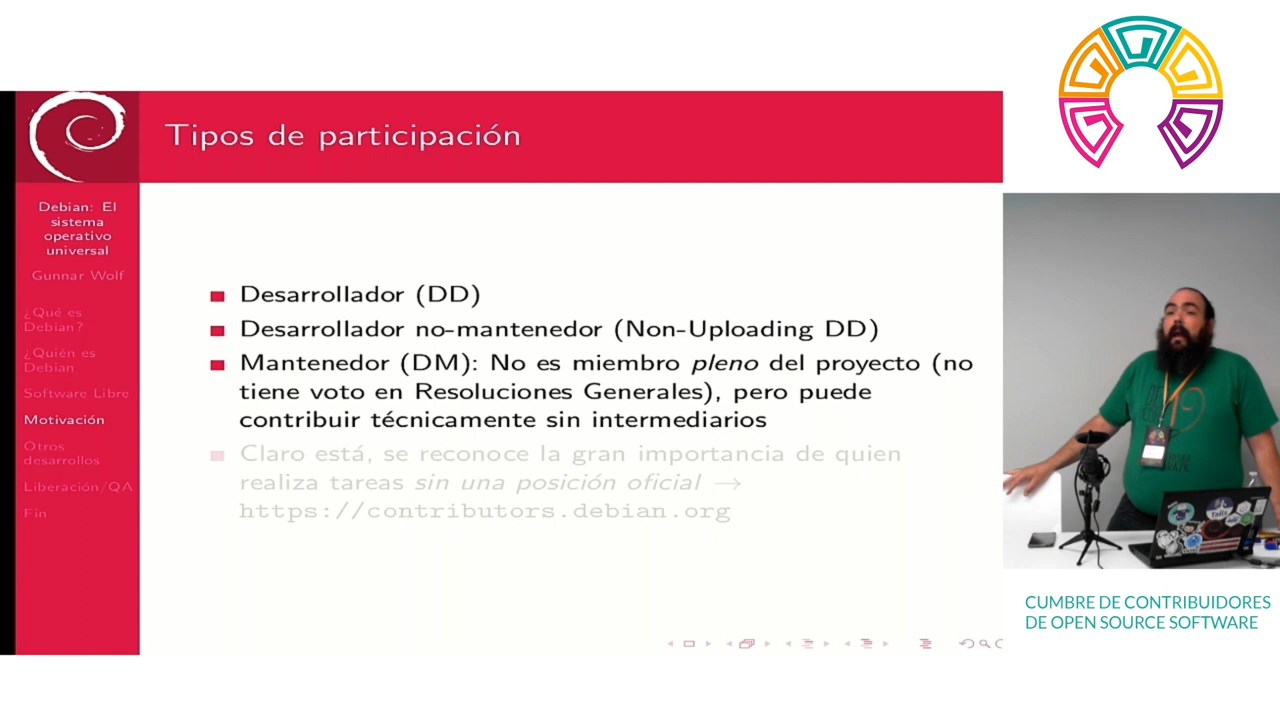 Tipos de participación
Debian: El
sistema
operativo
universal
Gunnar Wolf
¿Qué es
Debian?
¿Quién es
Debian
Software Libre
Motivación
Otros
desarrollos
Liberación/QA
Fin
Desarrollador (DD)
Desarrollador no-mantenedor (Non-Uploading DD)
Mantenedor (DM): No es miembro pleno del proyecto (no
tiene voto en Resoluciones Generales), pero puede
contribuir técnicamente sin intermediarios
Claro está, se reconoce la gran importancia de quien
realiza tareas sin una posición oficial →
https://contributors.debian.org
CUMBRE DE CONTRIBUIDORES
DE OPEN SOURCE SOFTWARE